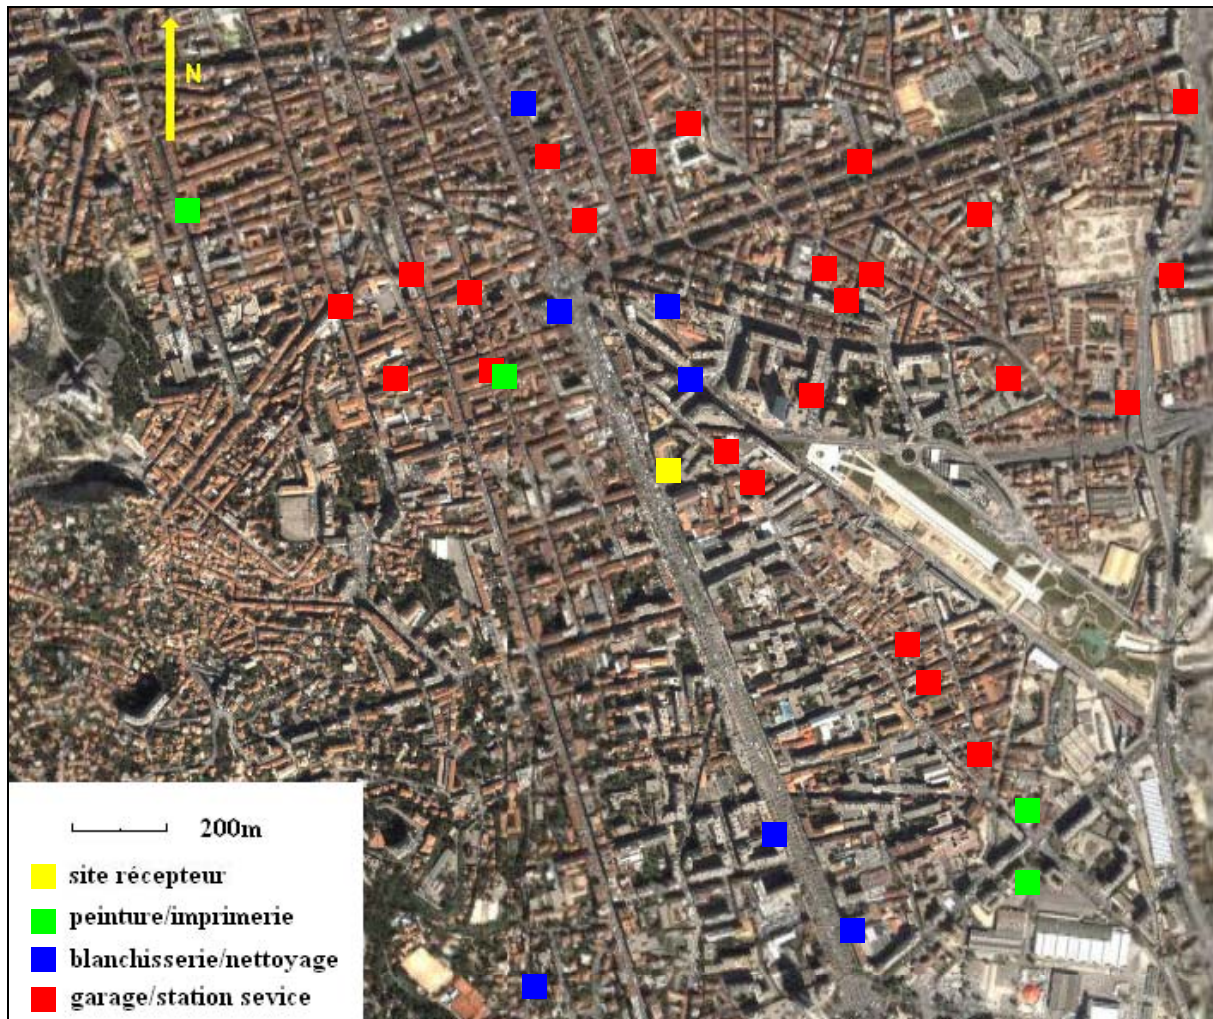 N
200m
site récepteur
peinture/imprimerie
blanchisserie/nettoyage
garage/station sevice